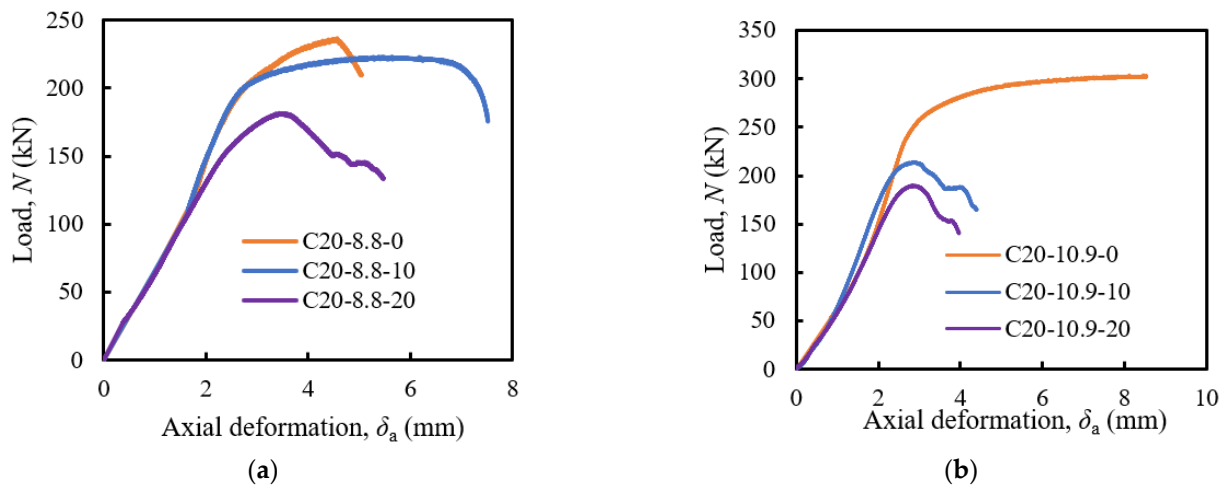 250
200
150
100
50
0
Load, N (kN)
C20-8.8-0
C20-8.8-10
C20-8.8-20
0 2 4 6 8
Axial deformation, δa (mm)
(a)
350
300
250
200
150
100
50
0
Load, N (kN)
C20-10.9-0
C20-10.9-10
C20-10.9-20
0 2 4 6 8 10
Axial deformation, δa (mm)
(b)